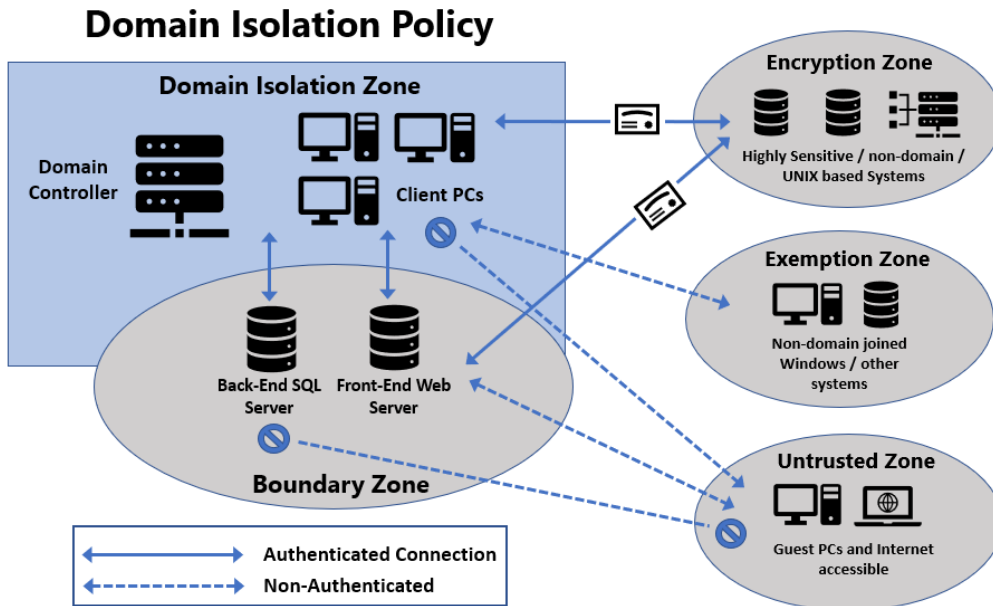 Domain Isolation Policy
Domain Isolation Zone
Domain
Controller
Client PCs
Back-End SQL
Server
Front-End Web
Server
Boundary Zone
Encryption Zone
Highly Sensitive / non-domain /
UNIX based Systems
Exemption Zone
Non-domain joined
Windows / other
systems
Untrusted Zone
Guest PCs and Internet
accessible
Authenticated Connection
Non-Authenticated